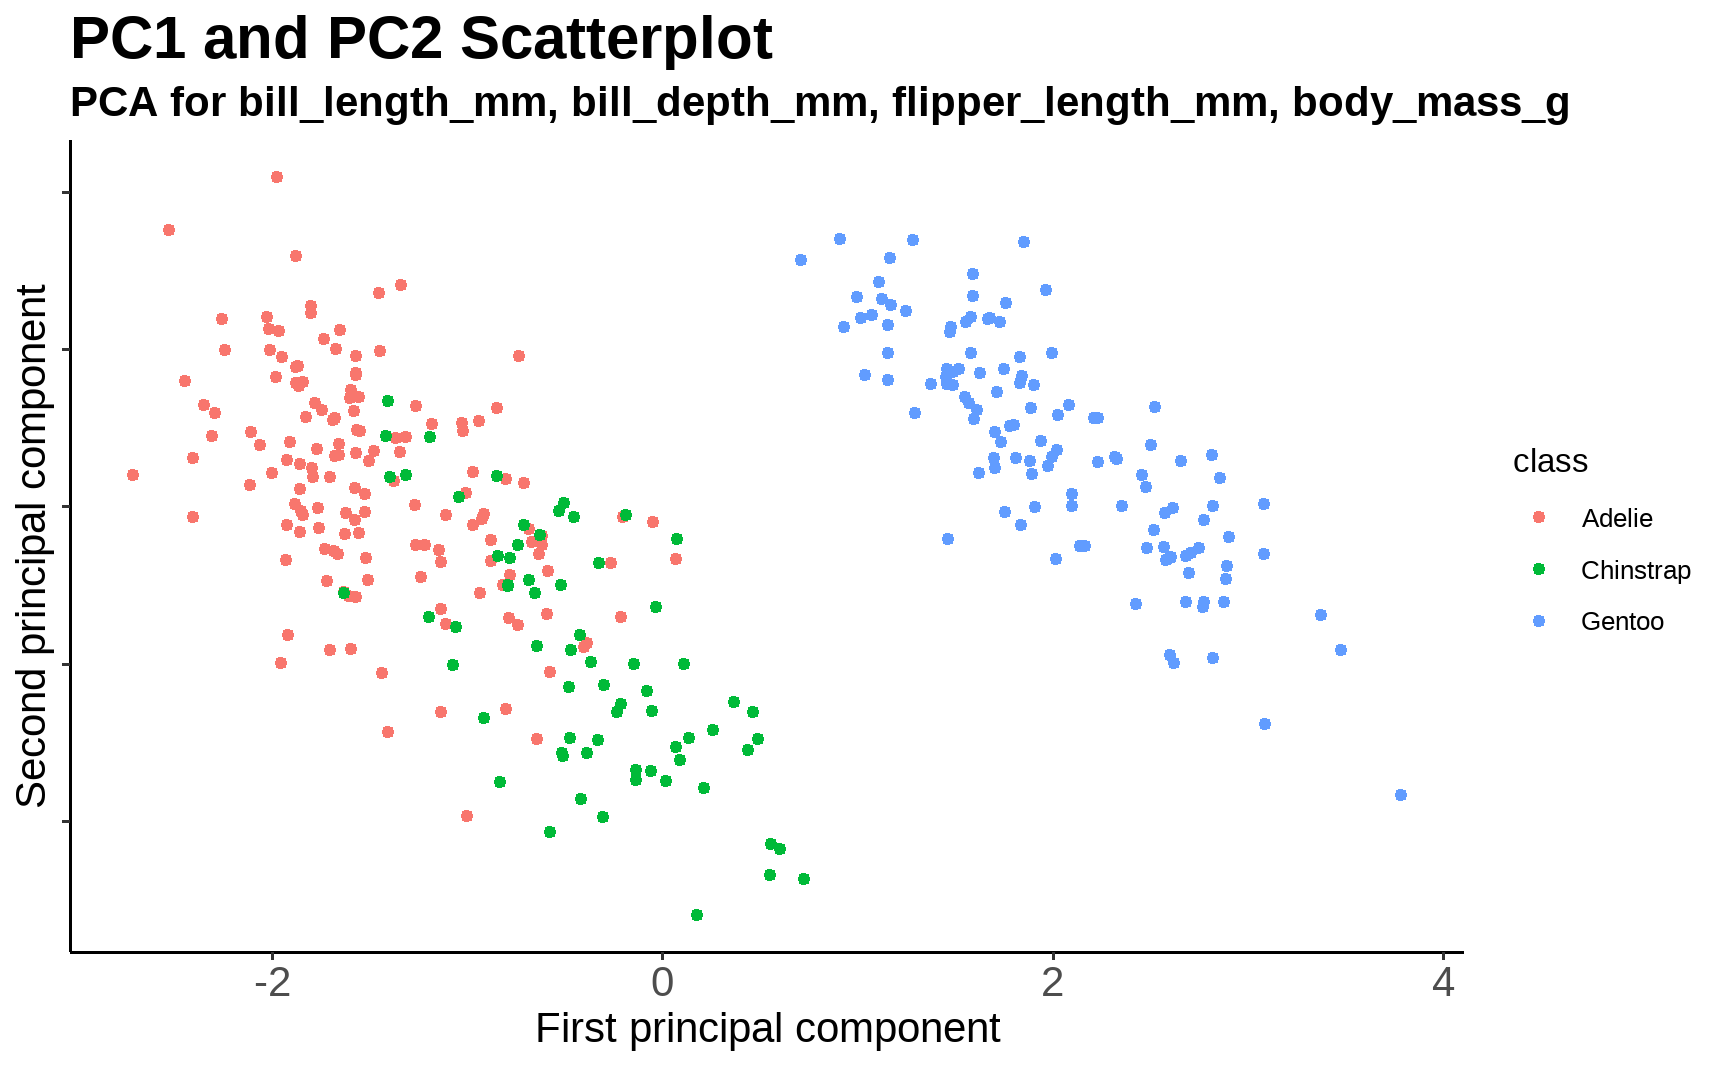 PC1 and PC2 Scatterplot
PCA for bill_length_mm, bill_depth_mm, flipper_length_mm, body_mass_g
Second principal component
class
Adelie
Chinstrap
Gentoo
-2 0 2 4
First principal component